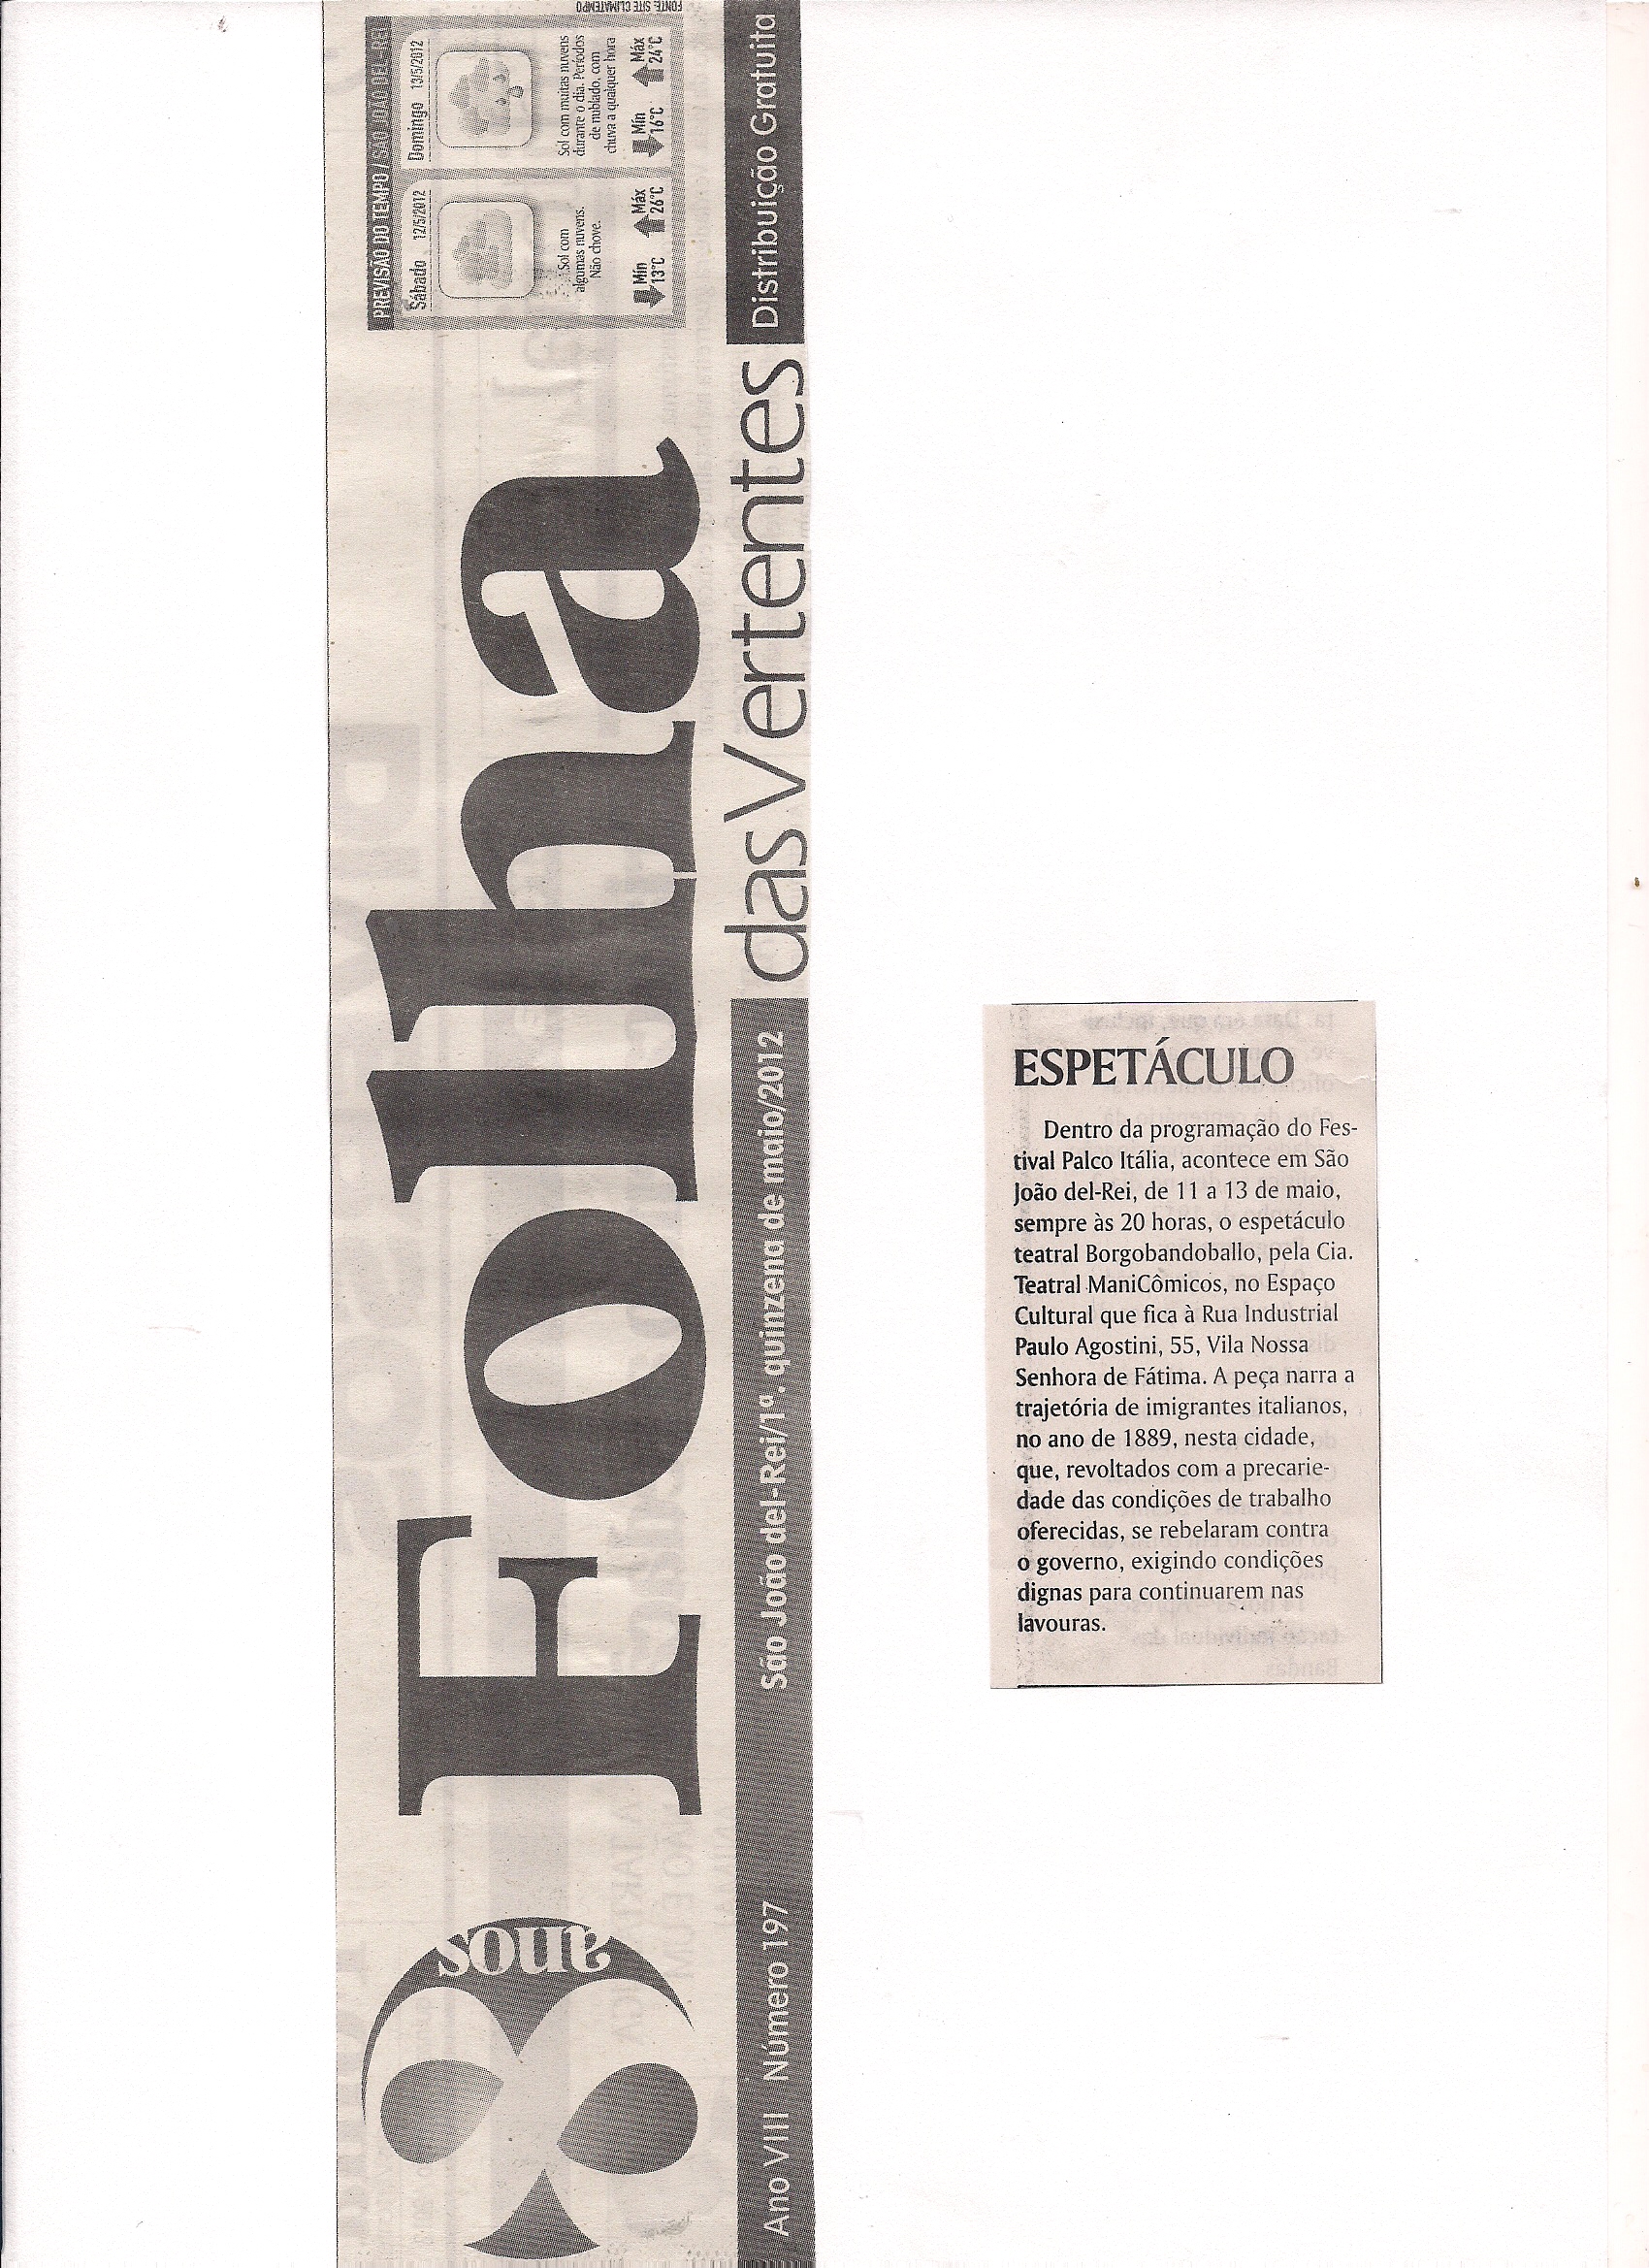 8 anos
Folha
das Vertentes
Ano VIII Número 197
São João del-Rei/1ª. quinzena de maio/2012
Distribuição Gratuita
PREVISÃO DO TEMPO / SÃO JOÃO DEL-REI
Sábado 12/5/2012
Sol com
algumas nuvens.
Não chove.
Mín Máx
13°C 26°C
Domingo 13/5/2012
Sol com muitas nuvens
durante o dia. Períodos
de nublado, com
chuva a qualquer hora
Mín Máx
16°C 24°C
FONTE: SITE CLIMATEMPO
ESPETÁCULO
Dentro da programação do Fes-
tival Palco Itália, acontece em São
João del-Rei, de 11 a 13 de maio,
sempre às 20 horas, o espetáculo
teatral Borgobandoballo, pela Cia.
Teatral ManiCômicos, no Espaço
Cultural que fica à Rua Industrial
Paulo Agostini, 55, Vila Nossa
Senhora de Fátima. A peça narra a
trajetória de imigrantes italianos,
no ano de 1889, nesta cidade,
que, revoltados com a precarie-
dade das condições de trabalho
oferecidas, se rebelaram contra
o governo, exigindo condições
dignas para continuarem nas
lavouras.